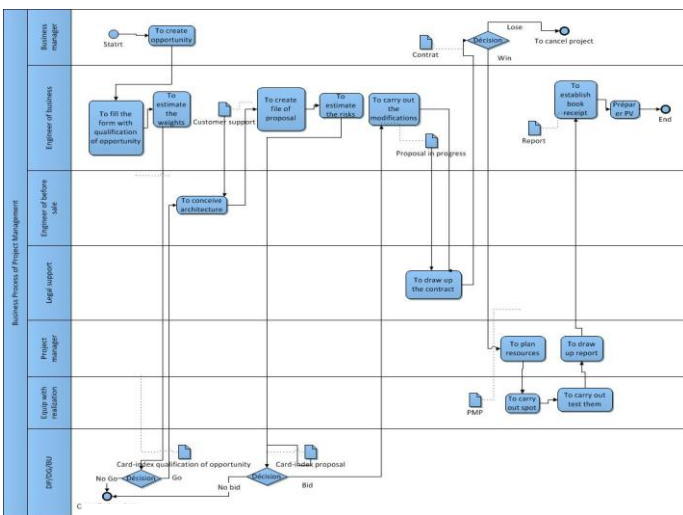 Business Process of Project Management
Business
manager
Engineer of business
Engineer of before
sale
Legal support
Project
manager
Equip with
realization
DP/DG/BU
Statrt
To create
opportunity
Contrat
Décision
Lose
To cancel project
Win
To fill the
form with
qualification
of opportunity
To
estimate
the
weights
Customer support
To create
file of
proposal
To
estimate
the risks
To carry out
the
modifications
Proposal in progress
To
establish
book
receipt
Report
Prépar
er PV
End
To conceive
architecture
To draw up
the contract
To plan
resources
To draw
up report
PMP
To carry
out spot
To carry out
test them
Card-index qualification of opportunity
Card-index proposal
No Go
Décision
Go
No bid
Décision
Bid
C